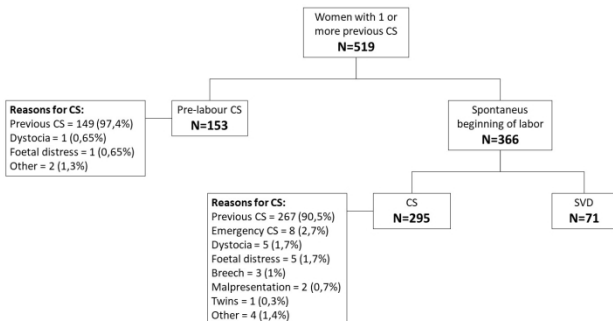 Women with 1 or
more previous CS
N=519
Reasons for CS:
Previous CS = 149 (97,4%)
Dystocia = 1 (0,65%)
Foetal distress = 1 (0,65%)
Other = 2 (1,3%)
Pre-labour CS
N=153
Spontaneus
beginning of labor
N=366
Reasons for CS:
Previous CS = 267 (90,5%)
Emergency CS = 8 (2,7%)
Dystocia = 5 (1,7%)
Foetal distress = 5 (1,7%)
Breech = 3 (1%)
Malpresentation = 2 (0,7%)
Twins = 1 (0,3%)
Other = 4 (1,4%)
CS
N=295
SVD
N=71